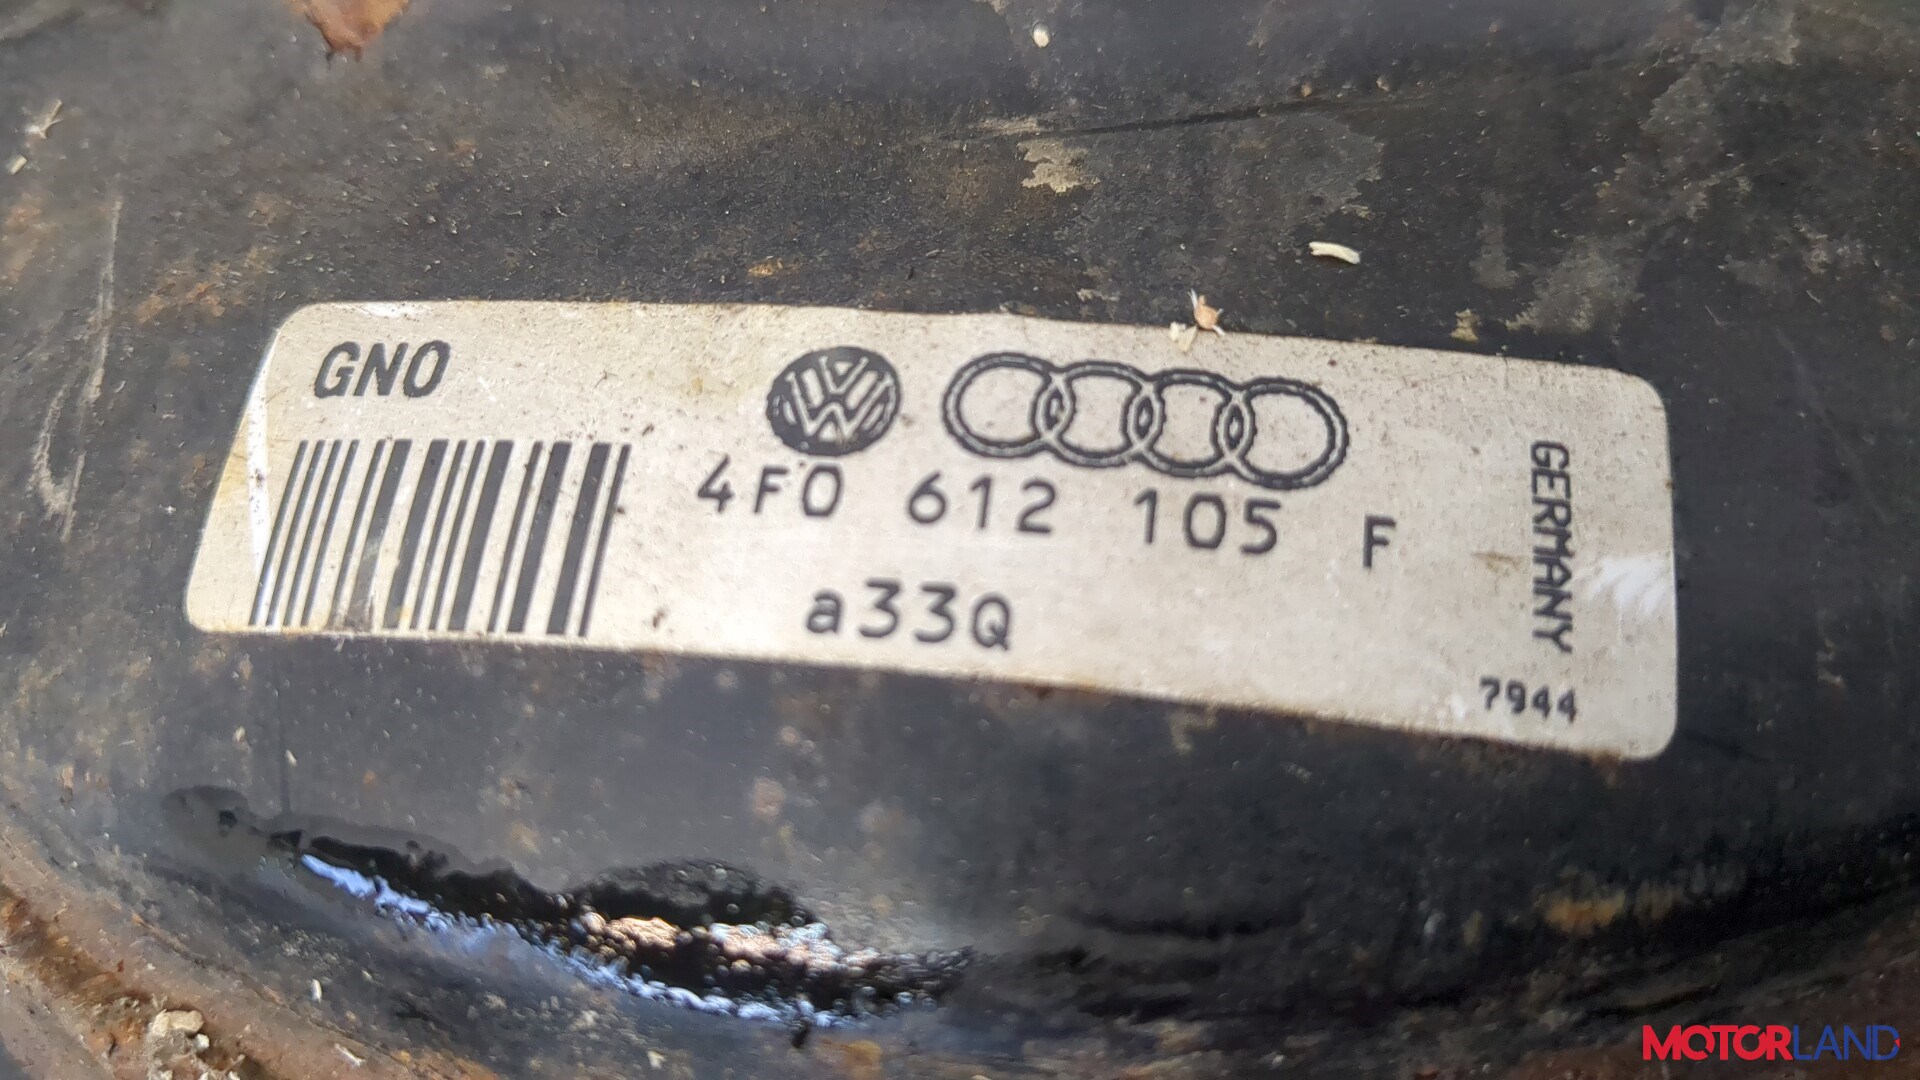 GNO
4F0 612 105 F
a33Q
GERMANY
7944
MOTORLAND